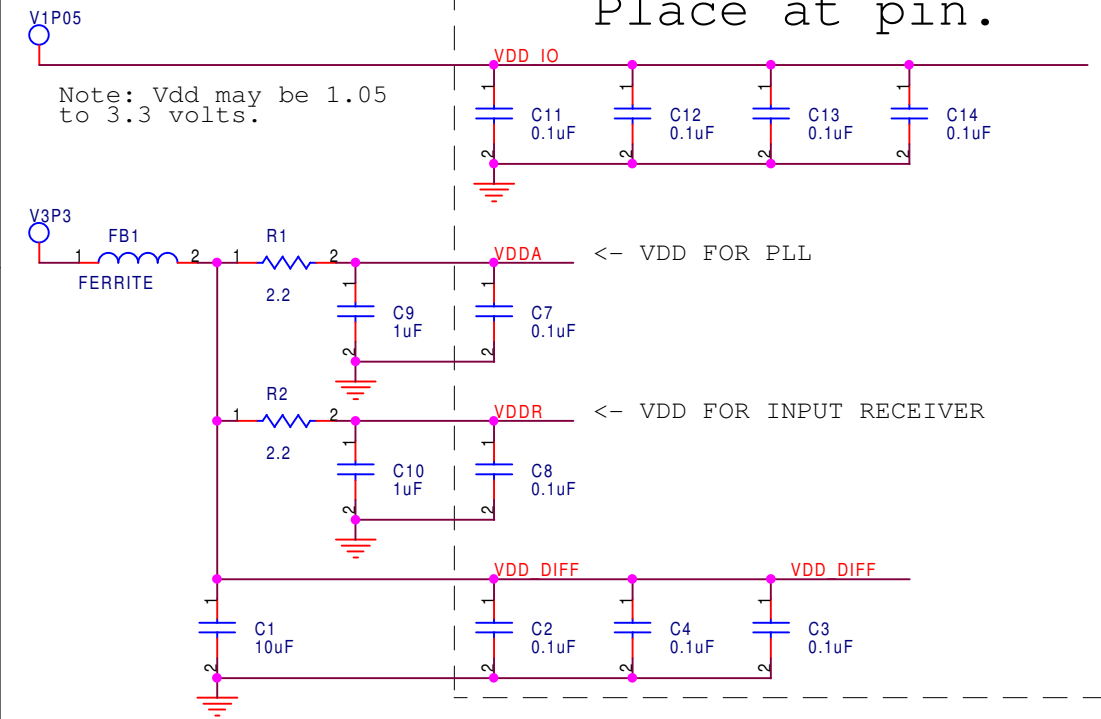 Place at pin.
V1P05
VDD_IO
Note: Vdd may be 1.05
to 3.3 volts.
1 1 1 1
C11 C12 C13 C14
0.1uF 0.1uF 0.1uF 0.1uF
2 2 2 2
V3P3
FB1 R1
1 2 1 2 VDDA <- VDD FOR PLL
FERRITE 2.2
1 1
C9 C7
1uF 0.1uF
2 2
R2
1 2 VDDR <- VDD FOR INPUT RECEIVER
2.2
1 1
C10 C8
1uF 0.1uF
2 2
VDD_DIFF VDD_DIFF
1 1 1 1
C1 C2 C4 C3
10uF 0.1uF 0.1uF 0.1uF
2 2 2 2